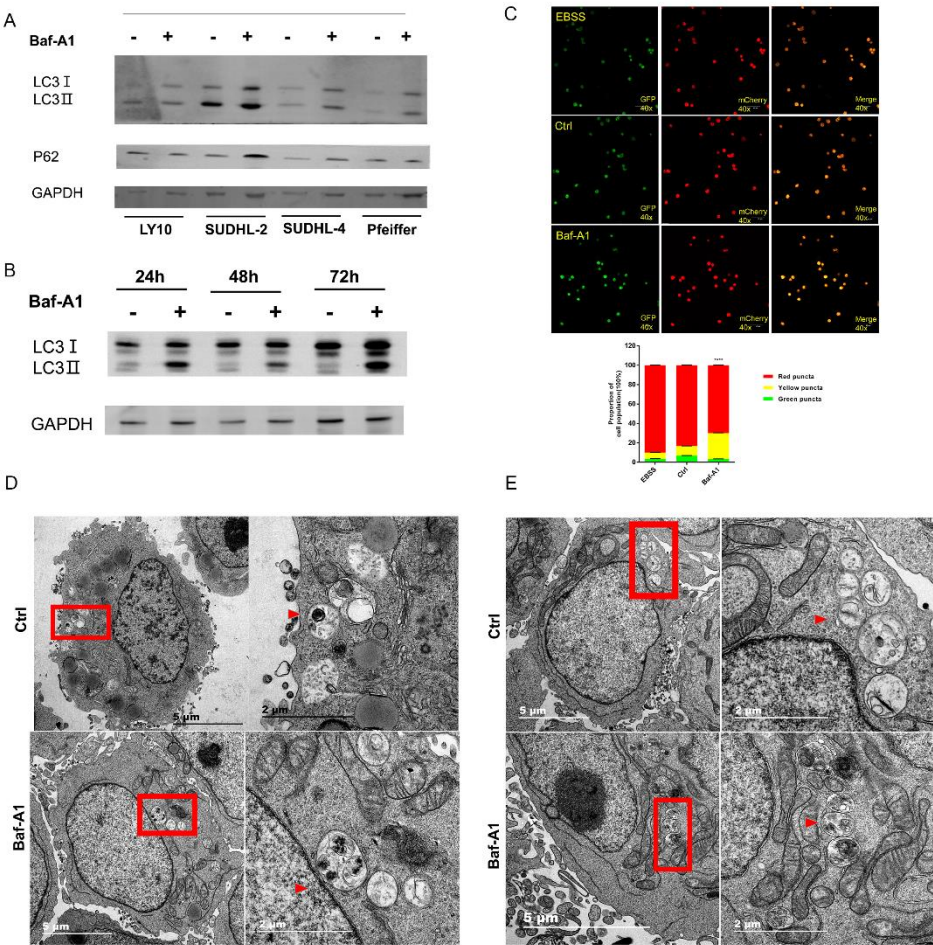 A
Baf-A1
- + - + - + - +
LC3 I
LC3 II
P62
GAPDH
LY10 SUDHL-2 SUDHL-4 Pfeiffer
B
24h 48h 72h
Baf-A1
- + - + - +
LC3 I
LC3 II
GAPDH
C
EBSS
GFP 40x
mCherry 40x
Merge 40x
Ctrl
GFP 40x
mCherry 40x
Merge 40x
Baf-A1
GFP 40x
mCherry 40x
Merge 40x
Proportion of
cell population(100%)
120
100
80
60
40
20
0
****
EBSS
Ctrl
Baf-A1
Red puncta
Yellow puncta
Green puncta
D
Ctrl
5 µm
2 µm
Baf-A1
5 µm
2 µm
E
Ctrl
5 µm
2 µm
Baf-A1
5 µm
2 µm